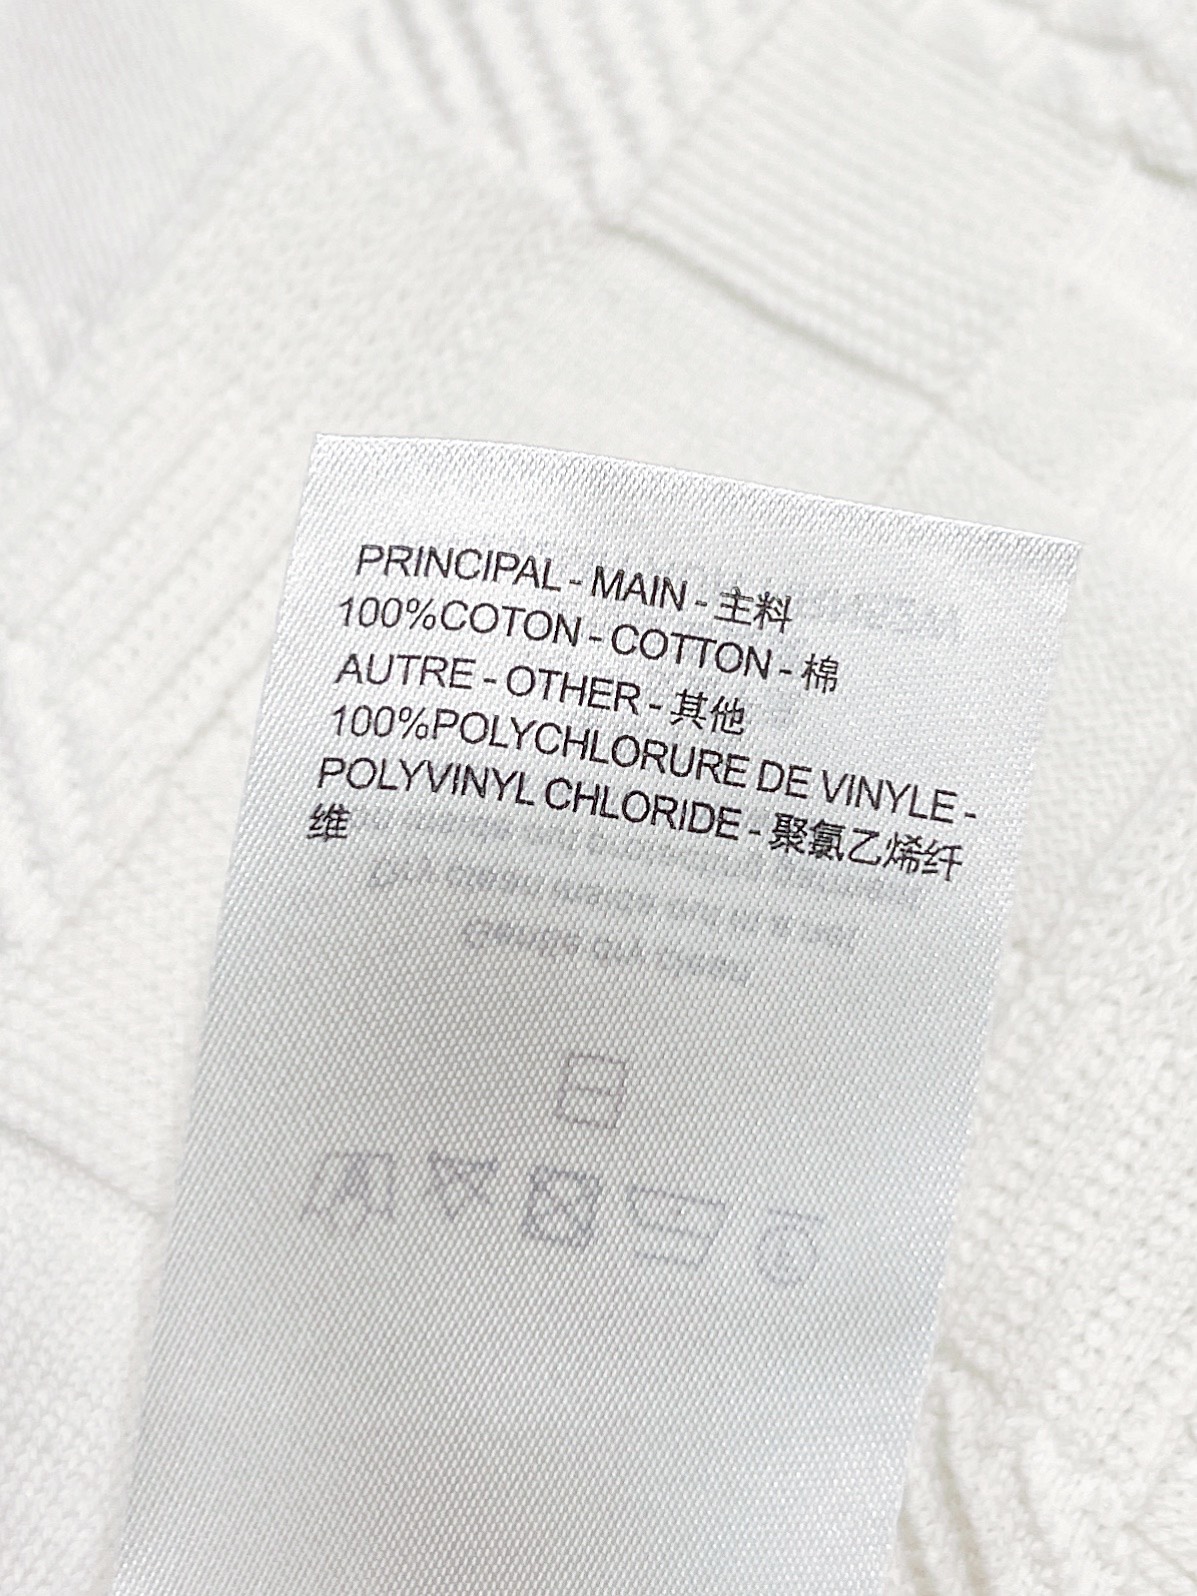 PRINCIPAL - MAIN - 主料
100%COTON - COTTON - 棉
AUTRE - OTHER - 其他
100%POLYCHLORURE DE VINYLE -
POLYVINYL CHLORIDE - 聚氯乙烯纤
维